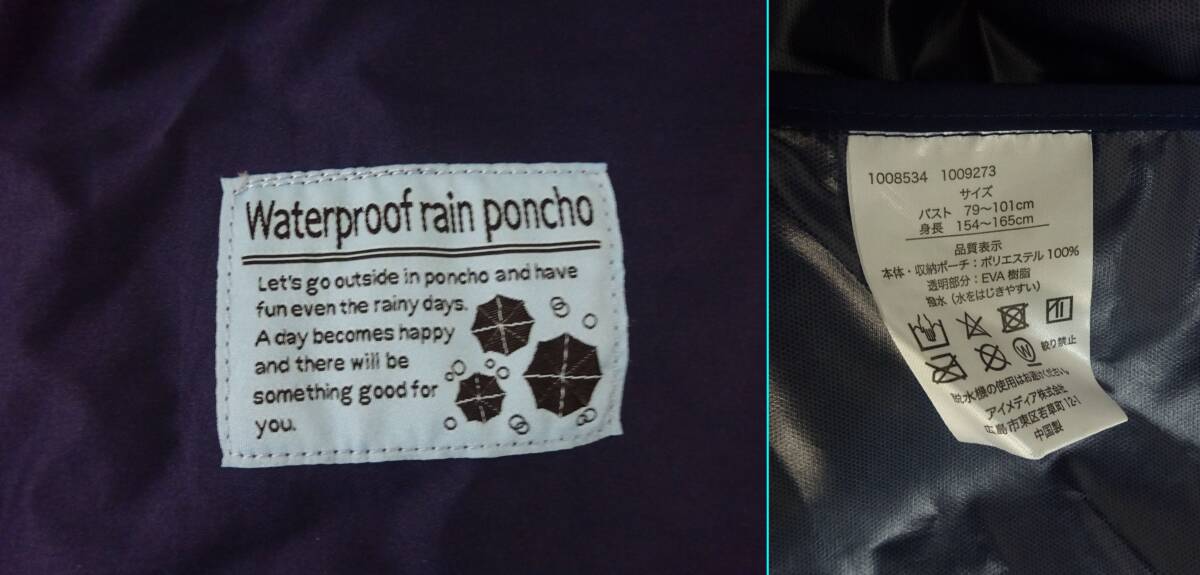 Waterproof rain poncho
Let's go outside in poncho and have
fun even the rainy days.
A day becomes happy
and there will be
something good for
you.
1008534 1009273
サイズ
バスト 79～101cm
身長 154～165cm
品質表示
本体・収納ポーチ：ポリエステル100%
透明部分：EVA 樹脂
撥水（水をはじきやすい）
W
絞り禁止
脱水機の使用はお避けください。
アイメディア株式会社
広島市東区若草町12-1
中国製